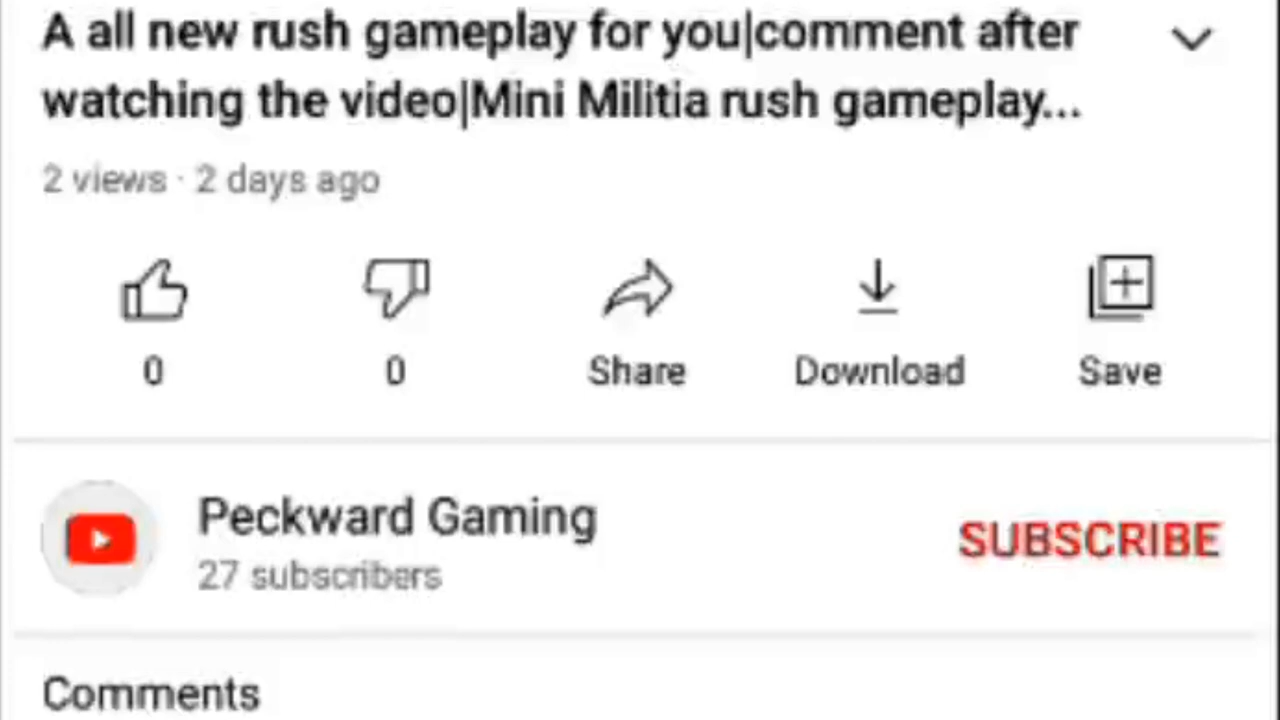 A all new rush gameplay for you|comment after
watching the video|Mini Militia rush gameplay...
2 views · 2 days ago
0
0
Share
Download
Save
Peckward Gaming
27 subscribers
SUBSCRIBE
Comments